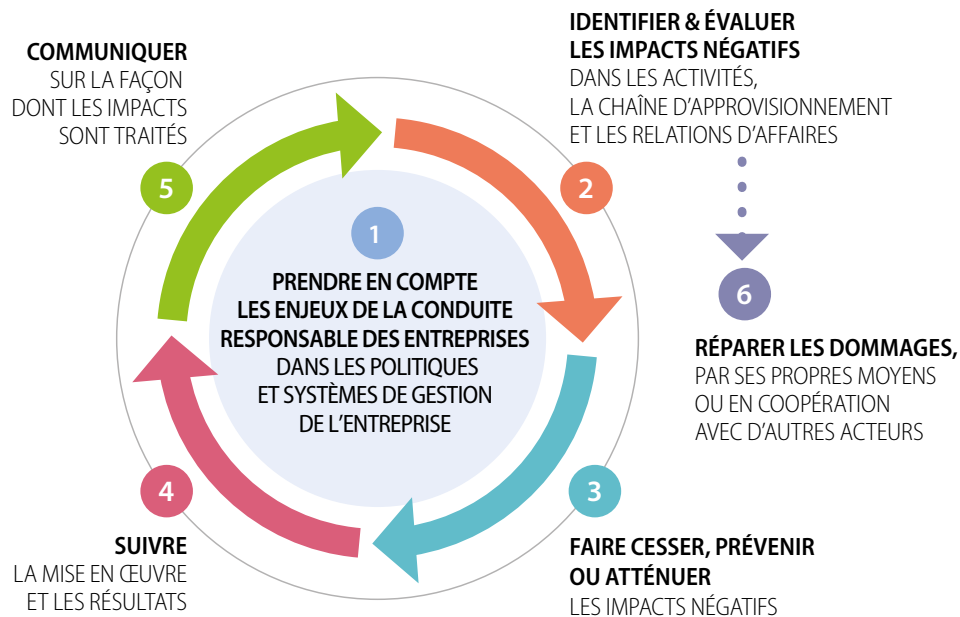 1
PRENDRE EN COMPTE
LES ENJEUX DE LA CONDUITE
RESPONSABLE DES ENTREPRISES
DANS LES POLITIQUES
ET SYSTÈMES DE GESTION
DE L’ENTREPRISE
2
IDENTIFIER & ÉVALUER
LES IMPACTS NÉGATIFS
DANS LES ACTIVITÉS,
LA CHAÎNE D’APPROVISIONNEMENT
ET LES RELATIONS D’AFFAIRES
3
FAIRE CESSER, PRÉVENIR
OU ATTÉNUER
LES IMPACTS NÉGATIFS
4
SUIVRE
LA MISE EN ŒUVRE
ET LES RÉSULTATS
5
COMMUNIQUER
SUR LA FAÇON
DONT LES IMPACTS
SONT TRAITÉS
6
RÉPARER LES DOMMAGES,
PAR SES PROPRES MOYENS
OU EN COOPÉRATION
AVEC D’AUTRES ACTEURS